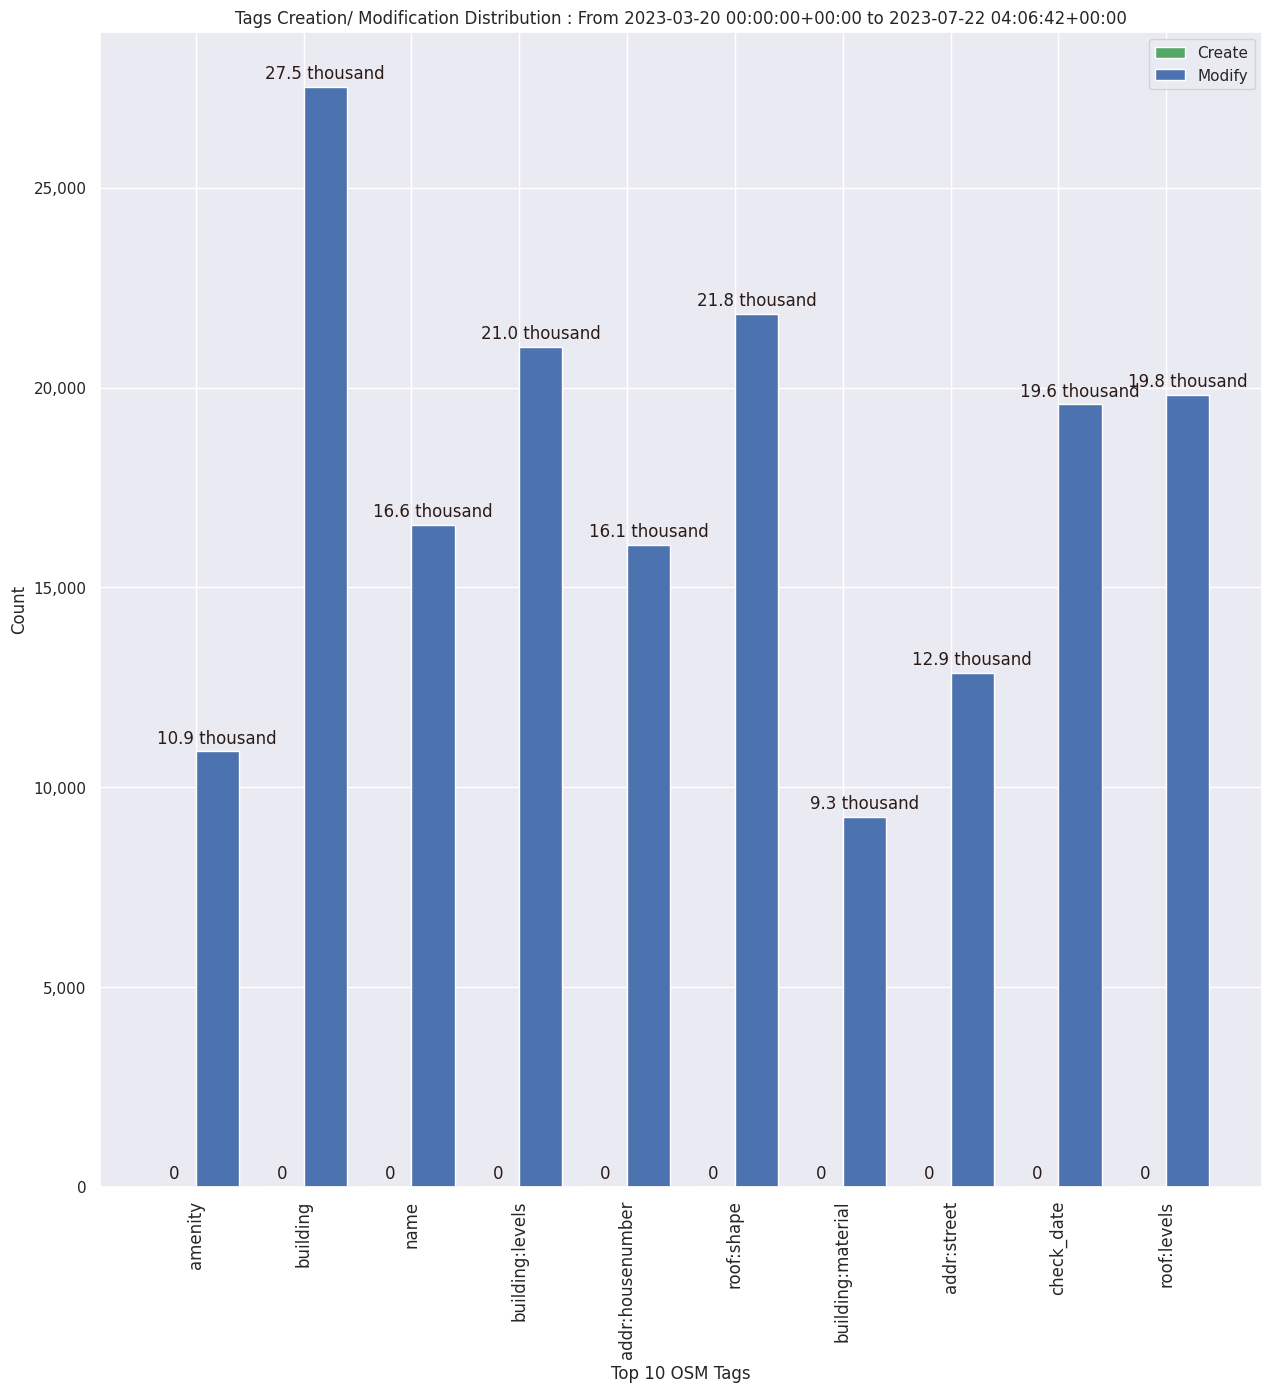 Tags Creation/ Modification Distribution : From 2023-03-20 00:00:00+00:00 to 2023-07-22 04:06:42+00:00
Create
Modify
27.5 thousand
25,000
21.8 thousand
21.0 thousand
20,000
19.6 thousand
19.8 thousand
16.6 thousand
16.1 thousand
15,000
Count
12.9 thousand
10.9 thousand
10,000
9.3 thousand
5,000
0
0
0
0
0
0
0
0
0
0
0
amenity
building
name
building:levels
addr:housenumber
roof:shape
building:material
addr:street
check_date
roof:levels
Top 10 OSM Tags